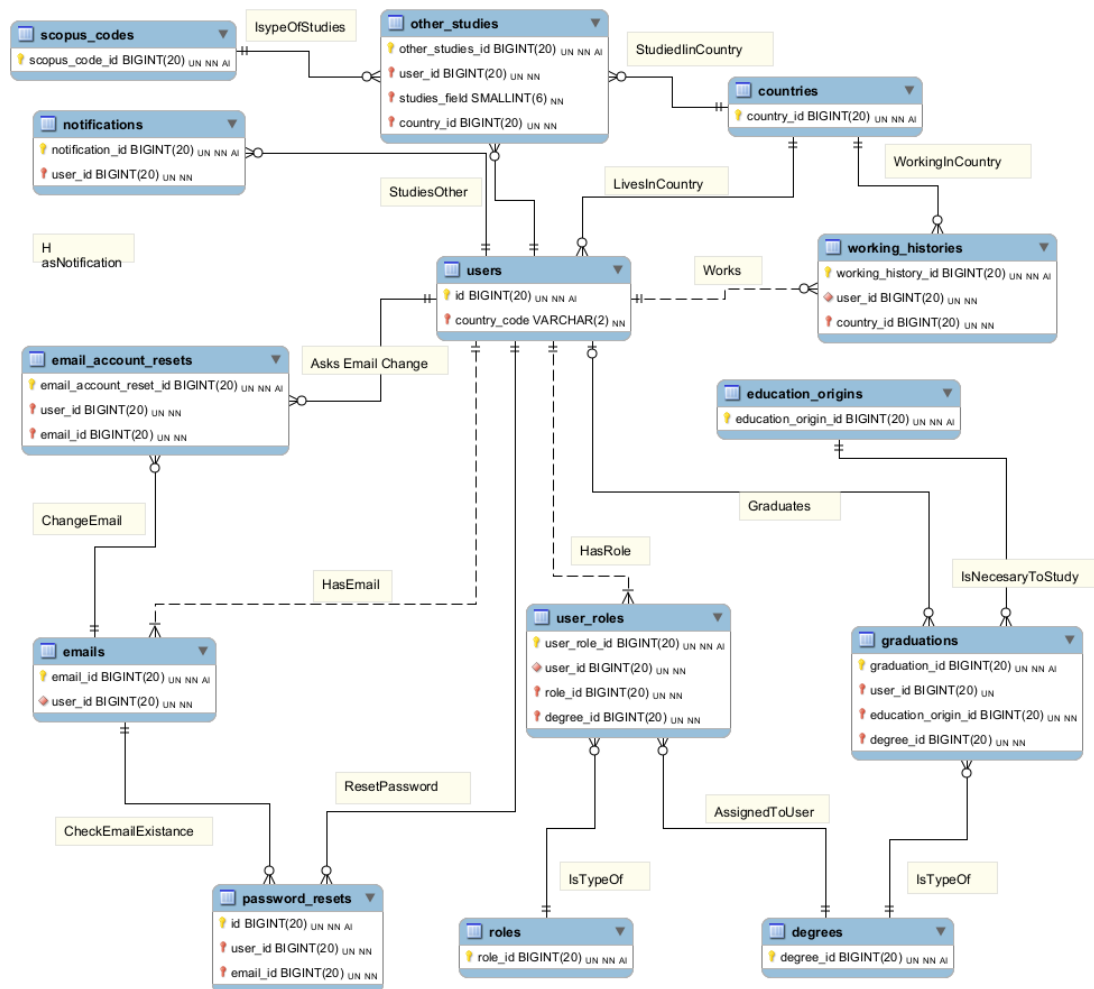 scopus_codes
scopus_code_id BIGINT(20) UN NN AI
IsypeOfStudies
other_studies
other_studies_id BIGINT(20) UN NN AI
user_id BIGINT(20) UN NN
studies_field SMALLINT(6) NN
country_id BIGINT(20) UN NN
StudiedIinCountry
countries
country_id BIGINT(20) UN NN AI
notifications
notification_id BIGINT(20) UN NN AI
user_id BIGINT(20) UN NN
StudiesOther
LivesInCountry
WorkingInCountry
H
asNotification
users
id BIGINT(20) UN NN AI
country_code VARCHAR(2) NN
Works
working_histories
working_history_id BIGINT(20) UN NN AI
user_id BIGINT(20) UN NN
country_id BIGINT(20) UN NN
email_account_resets
email_account_reset_id BIGINT(20) UN NN AI
user_id BIGINT(20) UN NN
email_id BIGINT(20) UN NN
Asks Email Change
education_origins
education_origin_id BIGINT(20) UN NN AI
ChangeEmail
Graduates
HasEmail
HasRole
IsNecesaryToStudy
emails
email_id BIGINT(20) UN NN AI
user_id BIGINT(20) UN NN
user_roles
user_role_id BIGINT(20) UN NN AI
user_id BIGINT(20) UN NN
role_id BIGINT(20) UN NN
degree_id BIGINT(20) UN NN
graduations
graduation_id BIGINT(20) UN NN AI
user_id BIGINT(20) UN
education_origin_id BIGINT(20) UN NN
degree_id BIGINT(20) UN NN
ResetPassword
CheckEmailExistance
AssignedToUser
IsTypeOf
IsTypeOf
password_resets
id BIGINT(20) UN NN AI
user_id BIGINT(20) UN NN
email_id BIGINT(20) UN NN
roles
role_id BIGINT(20) UN NN AI
degrees
degree_id BIGINT(20) UN NN AI